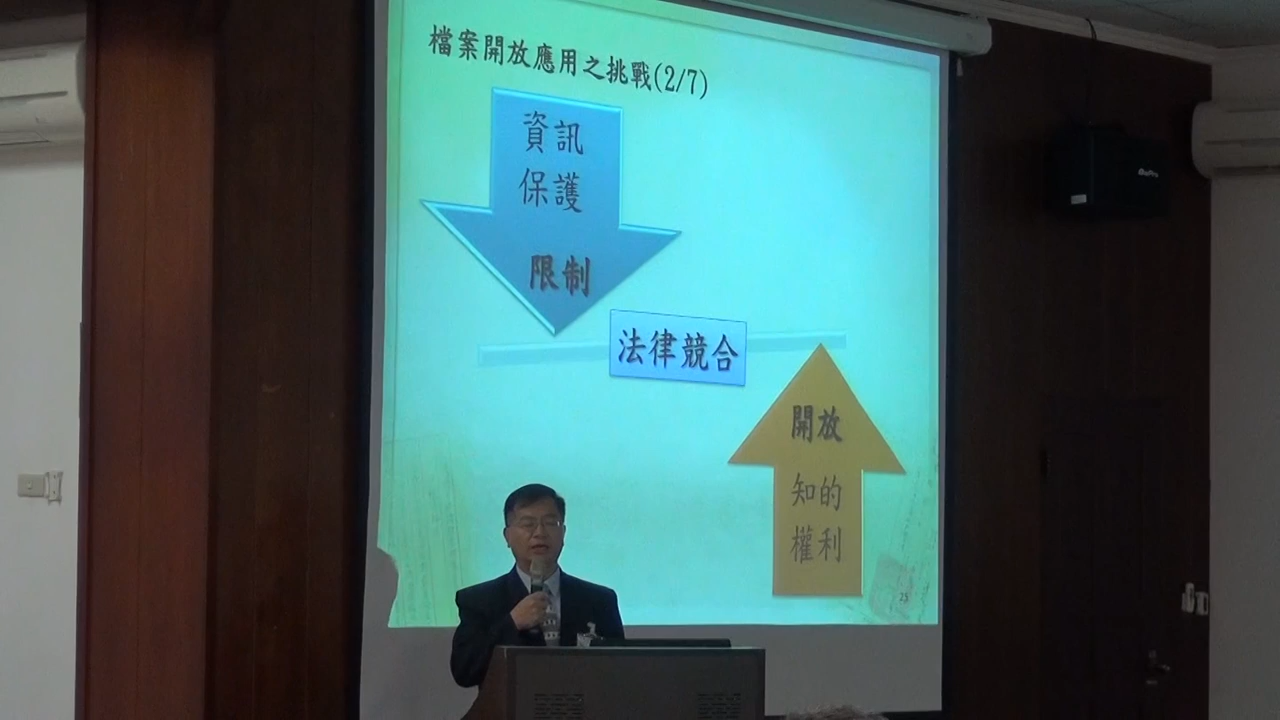 檔案開放應用之挑戰(2/7)
資訊
保護
限制
法律競合
開放
知的
權利
25